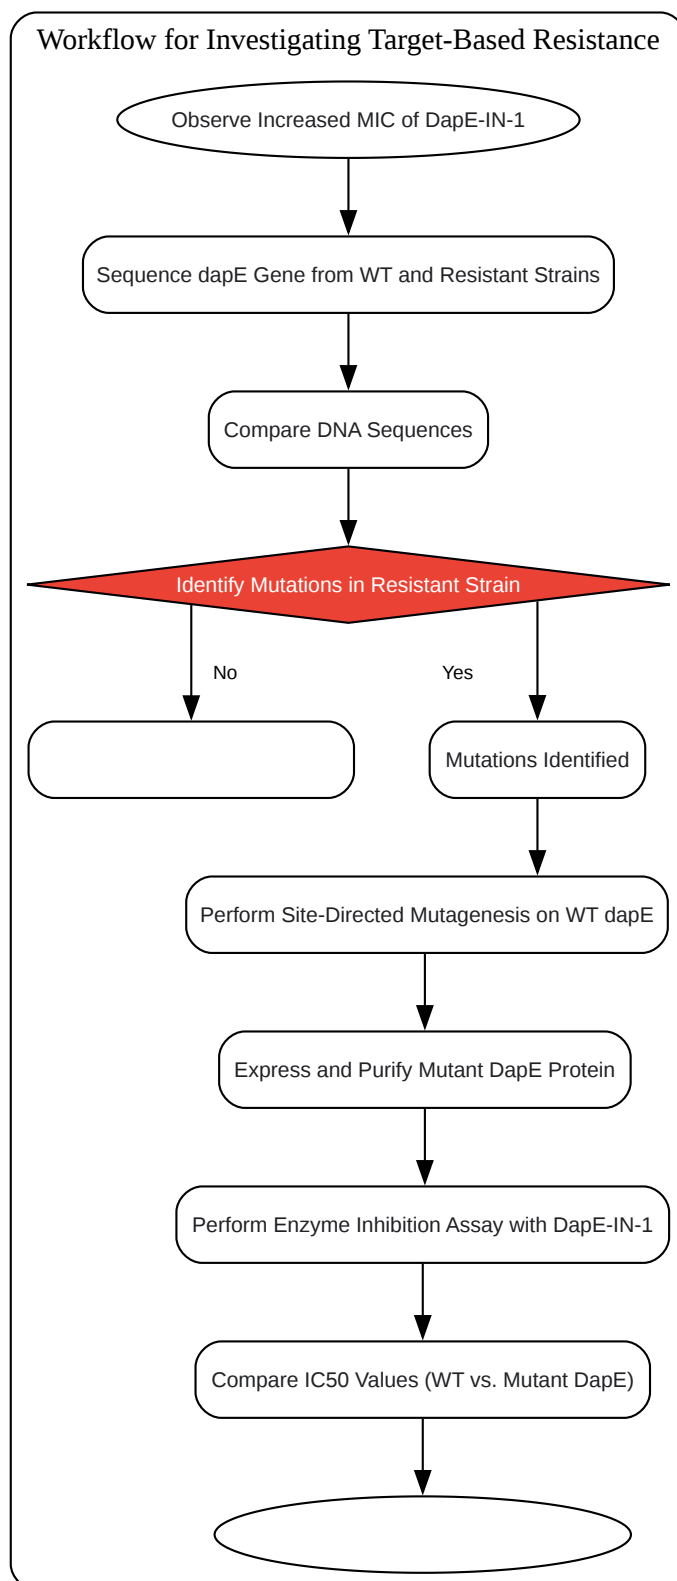 Workflow for Investigating Target-Based Resistance
Observe Increased MIC of DapE-IN-1
Sequence dapE Gene from WT and Resistant Strains
Compare DNA Sequences
Identify Mutations in Resistant Strain
No
Yes
Mutations Identified
Perform Site-Directed Mutagenesis on WT dapE
Express and Purify Mutant DapE Protein
Perform Enzyme Inhibition Assay with DapE-IN-1
Compare IC50 Values (WT vs. Mutant DapE)